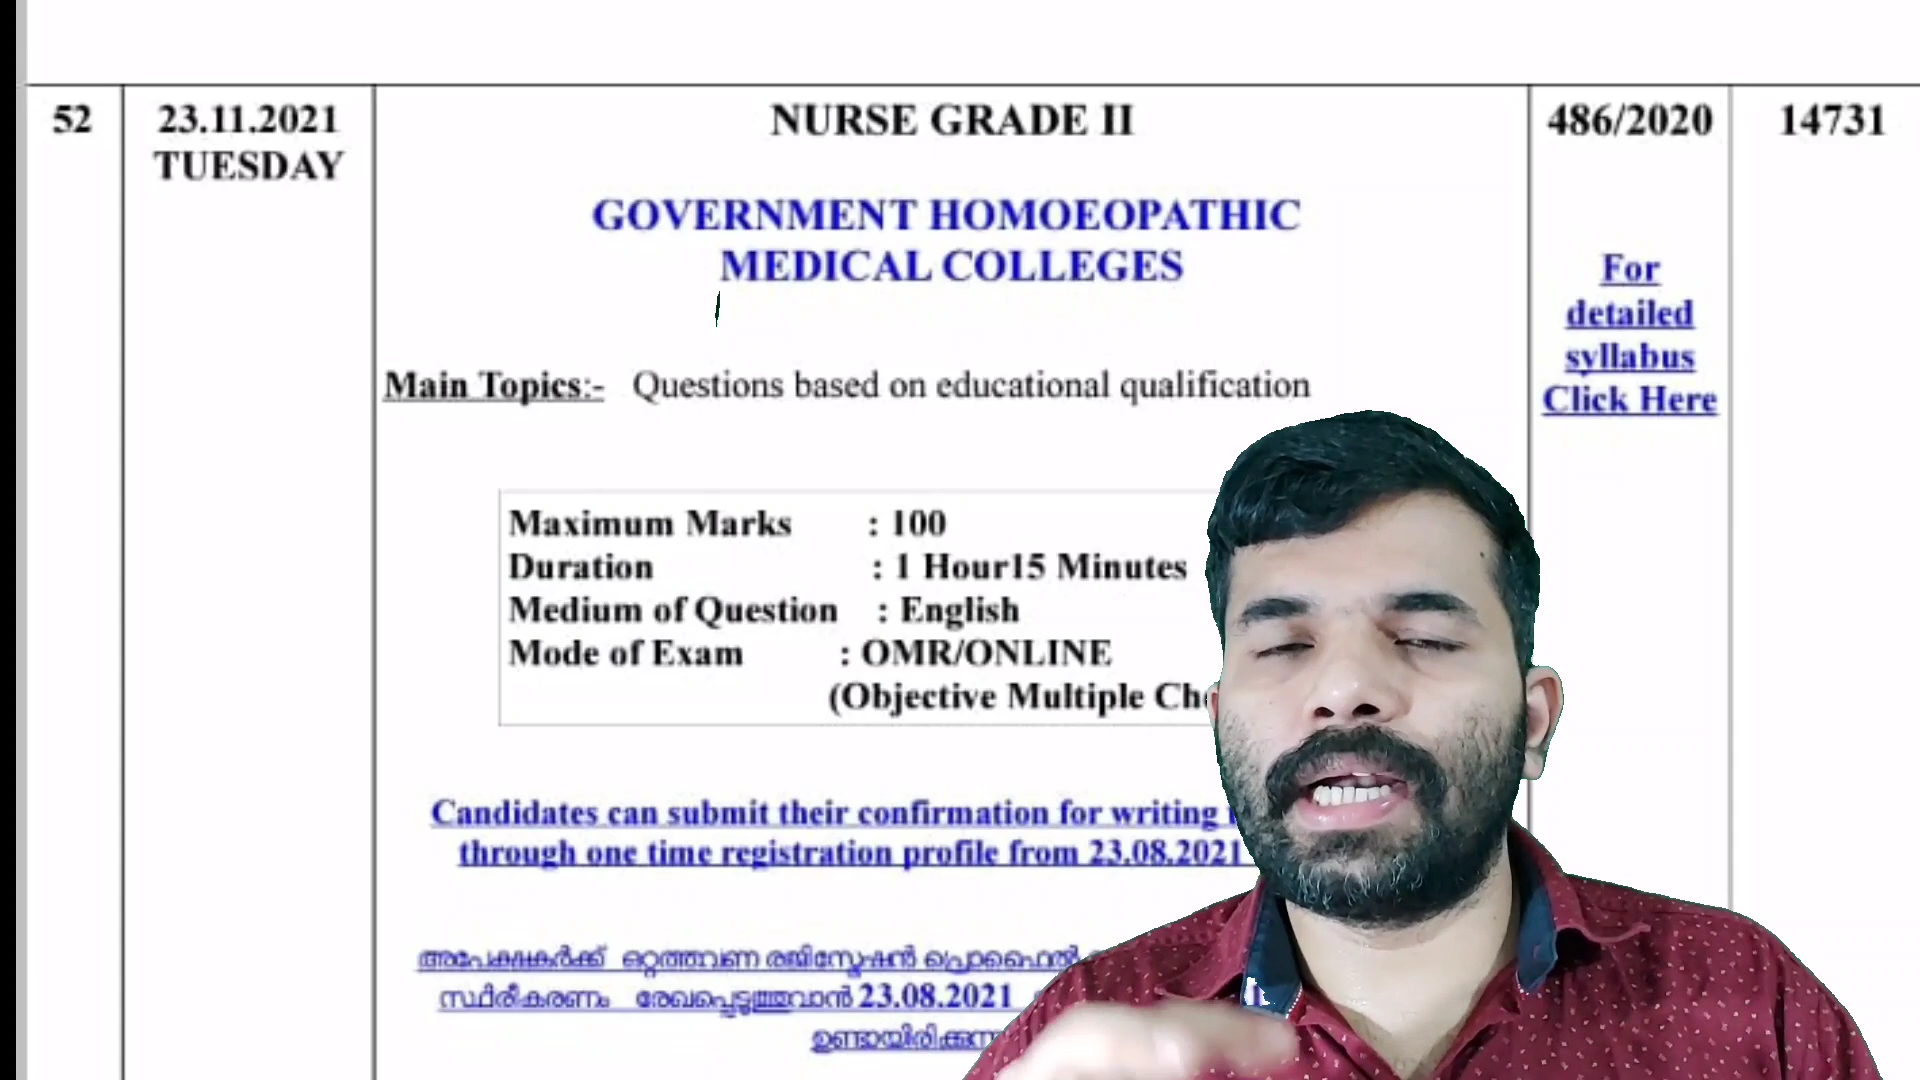 52
23.11.2021
TUESDAY
NURSE GRADE II
GOVERNMENT HOMOEOPATHIC
MEDICAL COLLEGES
Main Topics:- Questions based on educational qualification
Maximum Marks : 100
Duration : 1 Hour15 Minutes
Medium of Question : English
Mode of Exam : OMR/ONLINE
(Objective Multiple
Candidates can submit their confirmation for writing
through one time registration profile from 23.08.2021
അപേക്ഷകർക്ക് ഒറ്റത്തവണ രജിസ്ട്രേഷൻ പ്രൊഫൈൽ
സ്ഥിരീകരണം രേഖപ്പെടുത്തുവാൻ 23.08.2021
486/2020
For
detailed
syllabus
Click Here
14731